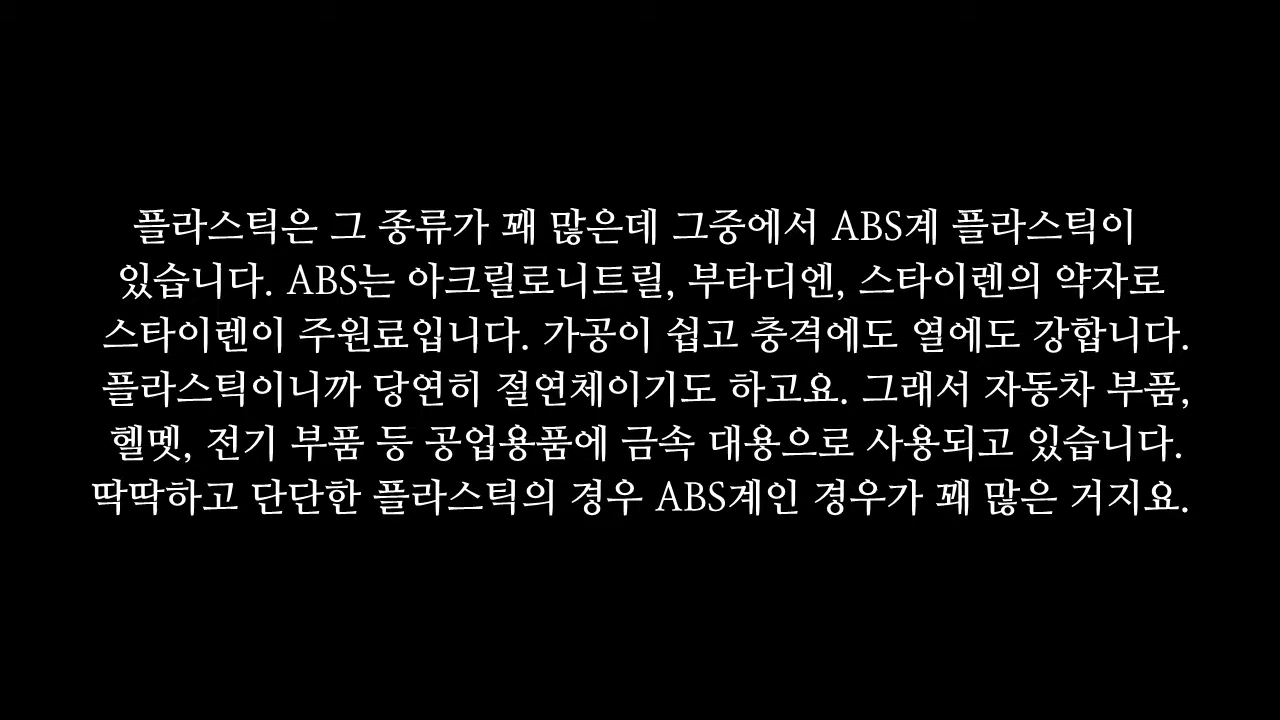 플라스틱은 그 종류가 꽤 많은데 그중에서 ABS계 플라스틱이
있습니다. ABS는 아크릴로니트릴, 부타디엔, 스타이렌의 약자로
스타이렌이 주원료입니다. 가공이 쉽고 충격에도 열에도 강합니다.
플라스틱이니까 당연히 절연체이기도 하고요. 그래서 자동차 부품,
헬멧, 전기 부품 등 공업용품에 금속 대용으로 사용되고 있습니다.
딱딱하고 단단한 플라스틱의 경우 ABS계인 경우가 꽤 많은 거지요.